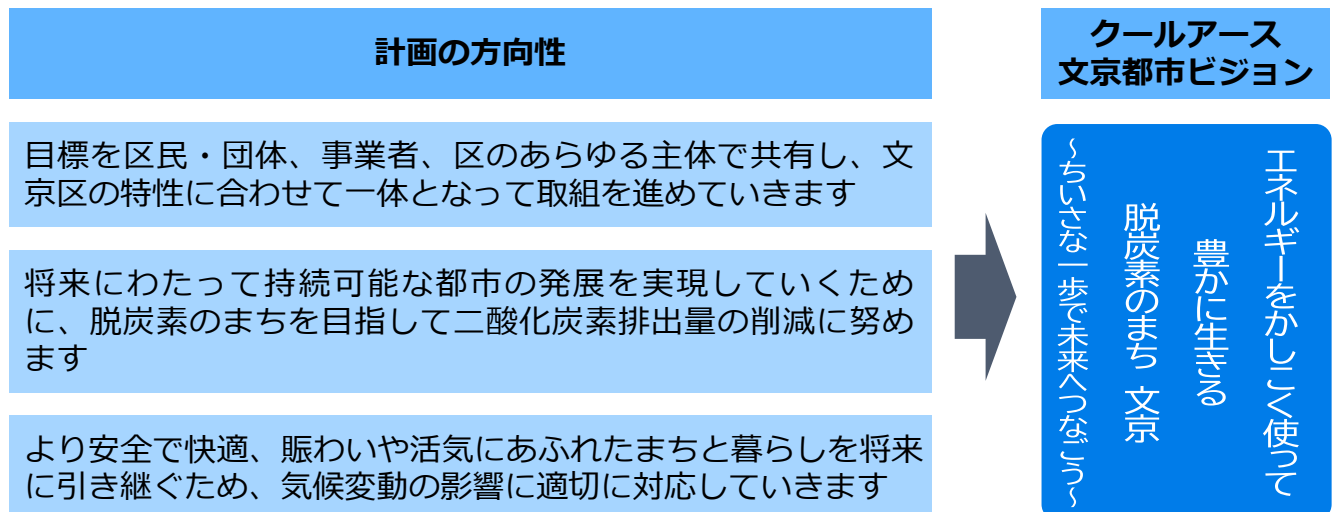 計画の方向性
目標を区民・団体、事業者、区のあらゆる主体で共有し、文
京区の特性に合わせて一体となって取組を進めていきます
将来にわたって持続可能な都市の発展を実現していくため
に、脱炭素のまちを目指して二酸化炭素排出量の削減に努め
ます
より安全で快適、賑わいや活気にあふれたまちと暮らしを将来
に引き継ぐため、気候変動の影響に適切に対応していきます
クールアース
文京都市ビジョン
エネルギーをかしこく使って
豊かに生きる
脱炭素のまち 文京
~ちいさな一歩で未来へつなごう~